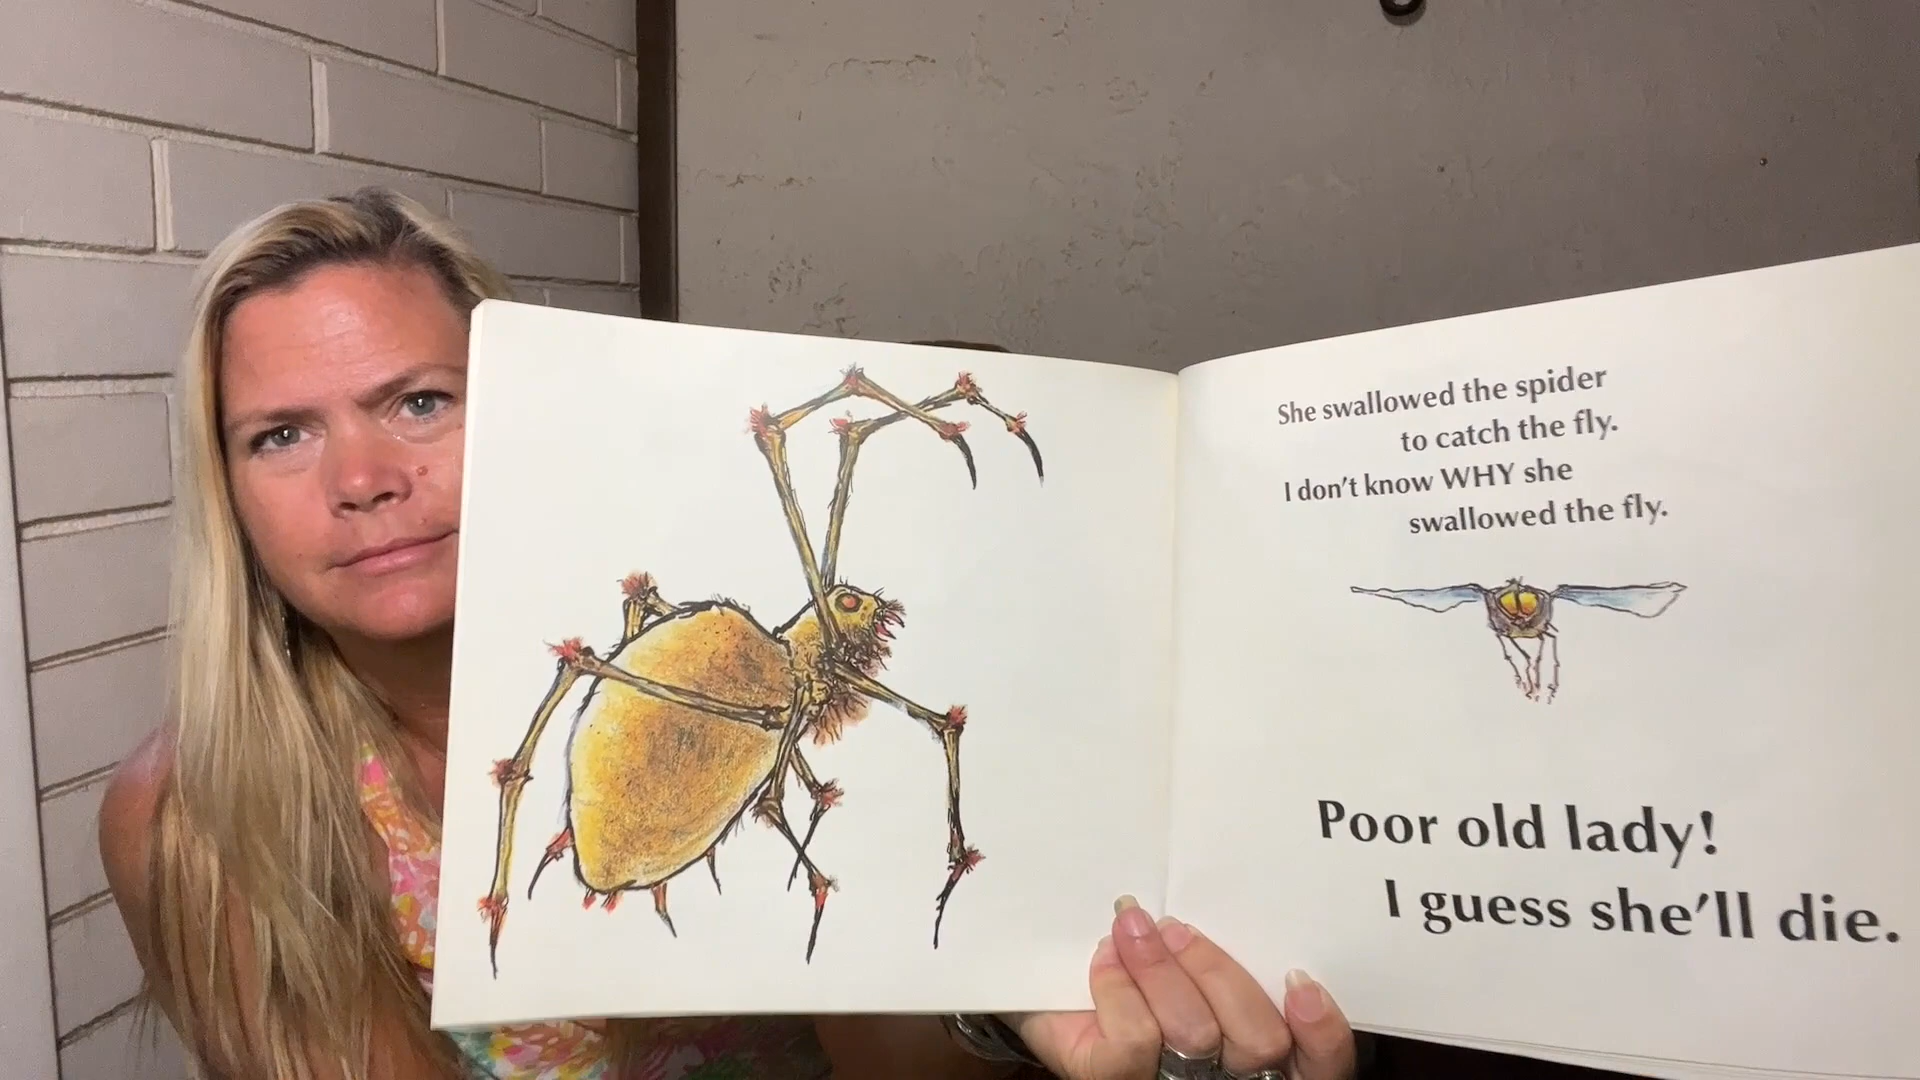 She swallowed the spider
to catch the fly.
I don't know WHY she
swallowed the fly.
Poor old lady!
I guess she'll die.